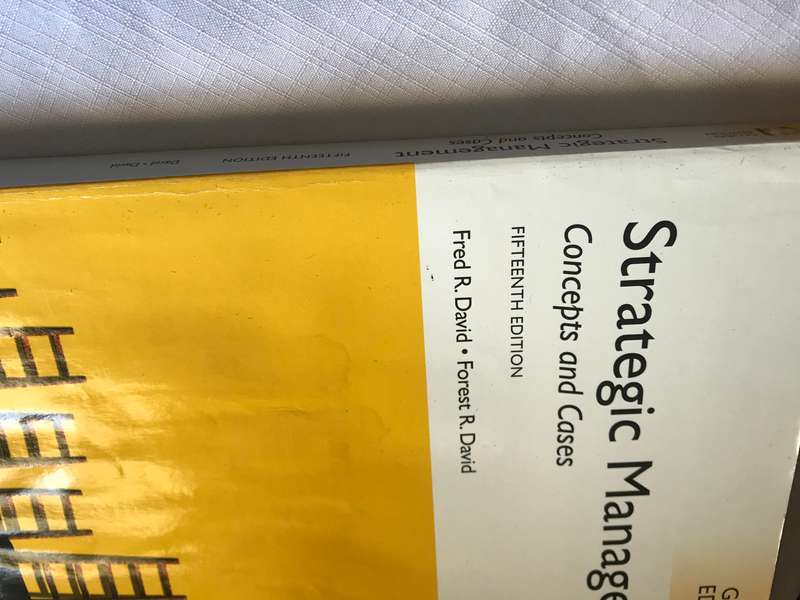 Strategic Manage
Concepts and Cases
FIFTEENTH EDITION
Fred R. David • Forest R. David
G
ED
Strategic Management
Concepts and Cases
FIFTEENTH EDITION
David • David